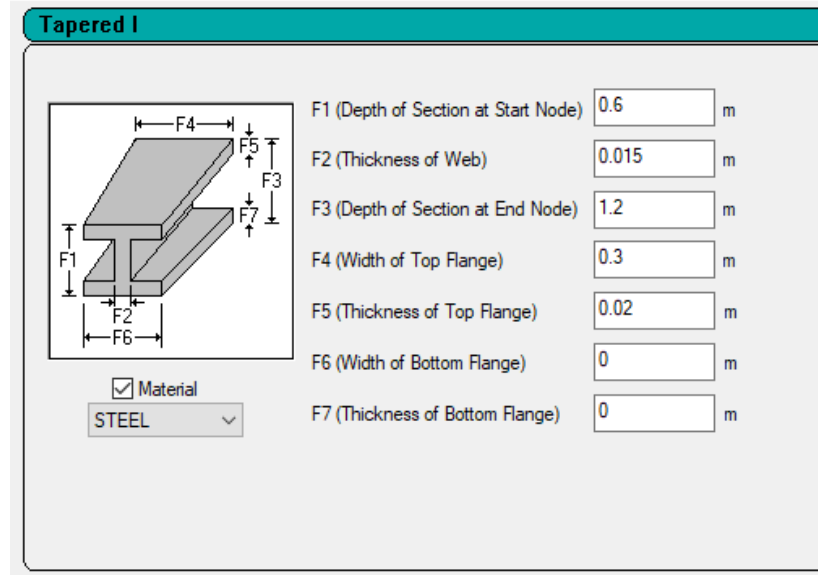 Tapered I
F4
F5
F3
F7
F1
F2
F6
Material
STEEL
F1 (Depth of Section at Start Node) 0.6 m
F2 (Thickness of Web) 0.015 m
F3 (Depth of Section at End Node) 1.2 m
F4 (Width of Top Flange) 0.3 m
F5 (Thickness of Top Flange) 0.02 m
F6 (Width of Bottom Flange) 0 m
F7 (Thickness of Bottom Flange) 0 m